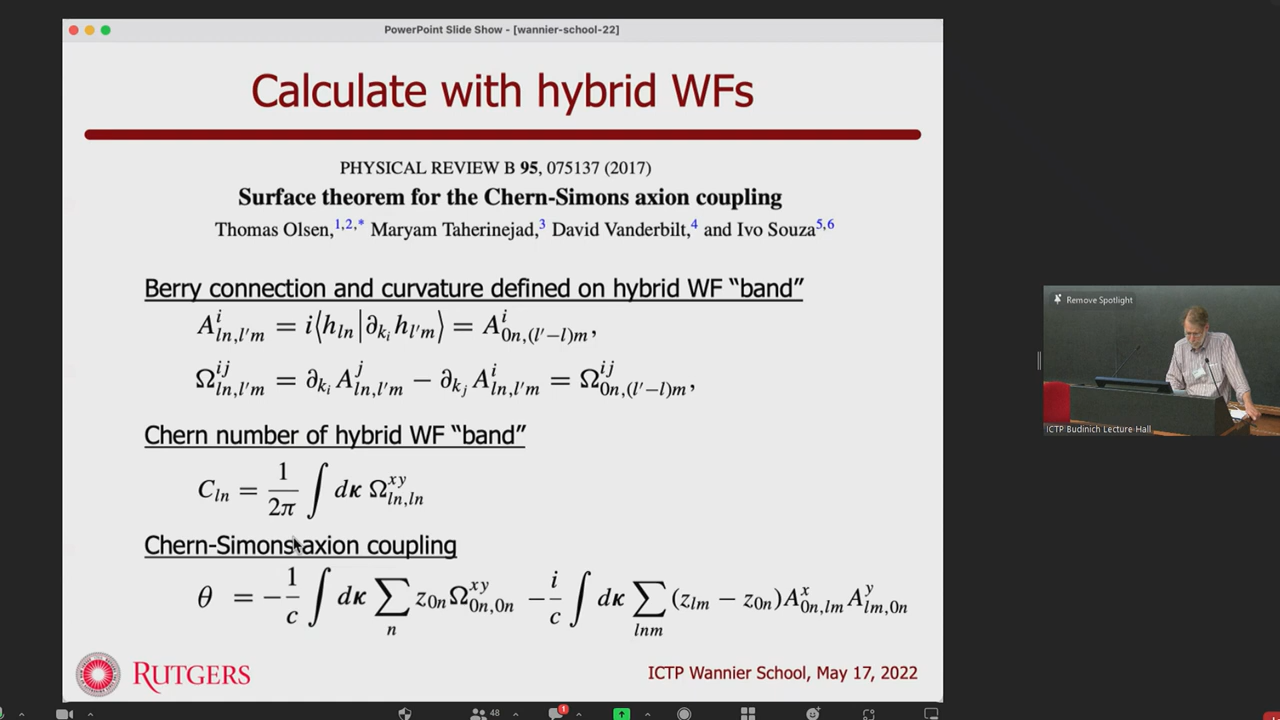 PowerPoint Slide Show - [wannier-school-22]
Calculate with hybrid WFs
PHYSICAL REVIEW B 95, 075137 (2017)
Surface theorem for the Chern-Simons axion coupling
Thomas Olsen,1,2,* Maryam Taherinejad,3 David Vanderbilt,4 and Ivo Souza5,6
Berry connection and curvature defined on hybrid WF “band”
A^i_{ln,l′m} = i⟨h_{ln}|∂_{k_i} h_{l′m}⟩ = A^i_{0n,(l′−l)m},
Ω^{ij}_{ln,l′m} = ∂_{k_i} A^j_{ln,l′m} − ∂_{k_j} A^i_{ln,l′m} = Ω^{ij}_{0n,(l′−l)m},
Chern number of hybrid WF “band”
C_{ln} = \frac{1}{2π} ∫ dκ Ω^{xy}_{ln,ln}
Chern-Simons axion coupling
θ = −\frac{1}{c} ∫ dκ ∑_n z_{0n} Ω^{xy}_{0n,0n} − \frac{i}{c} ∫ dκ ∑_{lnm} (z_{lm} − z_{0n}) A^x_{0n,lm} A^y_{lm,0n}
RUTGERS
ICTP Wannier School, May 17, 2022
Remove Spotlight
ICTP Budinich Lecture Hall
48
1